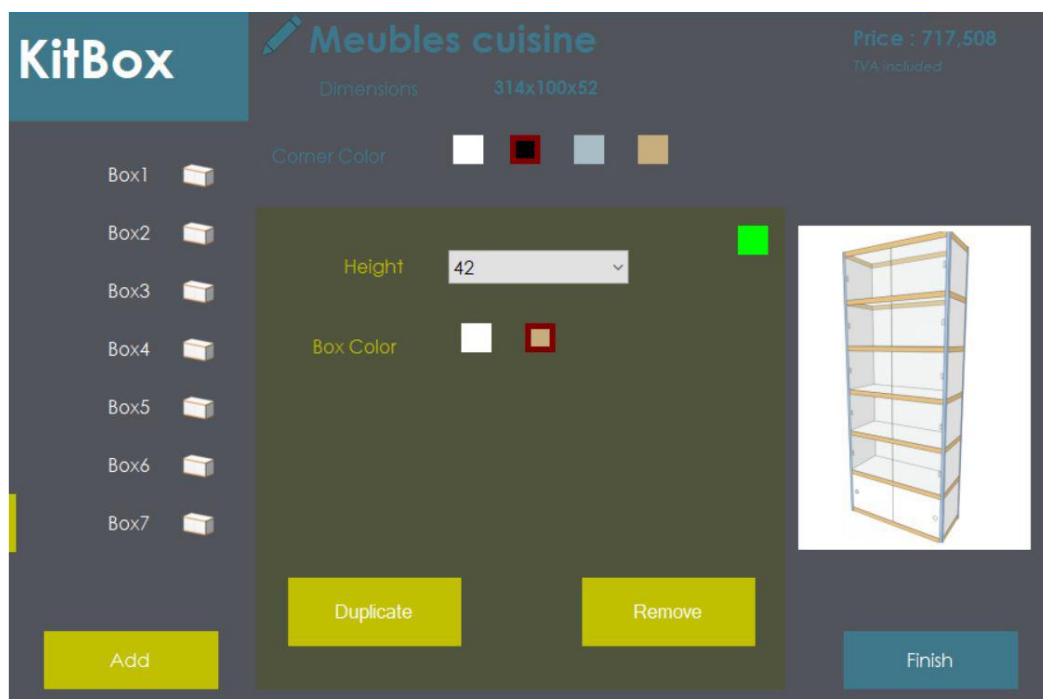 KitBox
Meubles cuisine
Price : 717,508
TVA included
Dimensions 314x100x52
Corner Color
Box1
Box2
Box3
Box4
Box5
Box6
Box7
Height 42
Box Color
Duplicate
Remove
Add
Finish